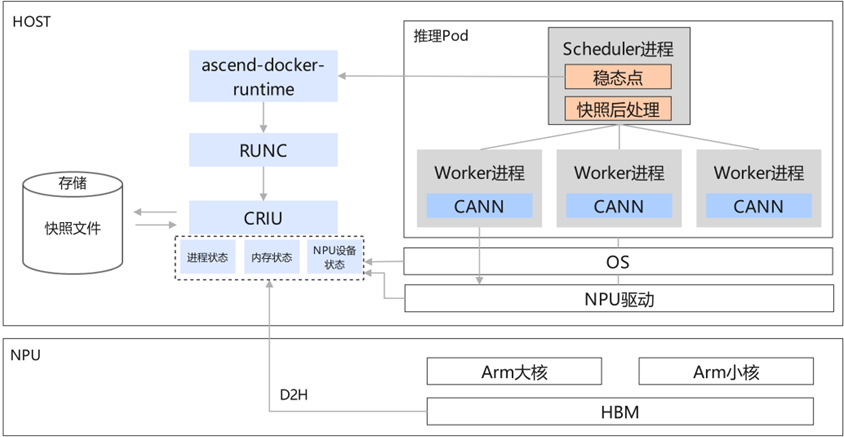 HOST
推理Pod
Scheduler进程
稳态点
快照后处理
ascend-docker-
runtime
RUNC
Worker进程
CANN
Worker进程
CANN
Worker进程
CANN
存储
快照文件
CRIU
进程状态
内存状态
NPU设备
状态
OS
NPU驱动
NPU
Arm大核
Arm小核
D2H
HBM